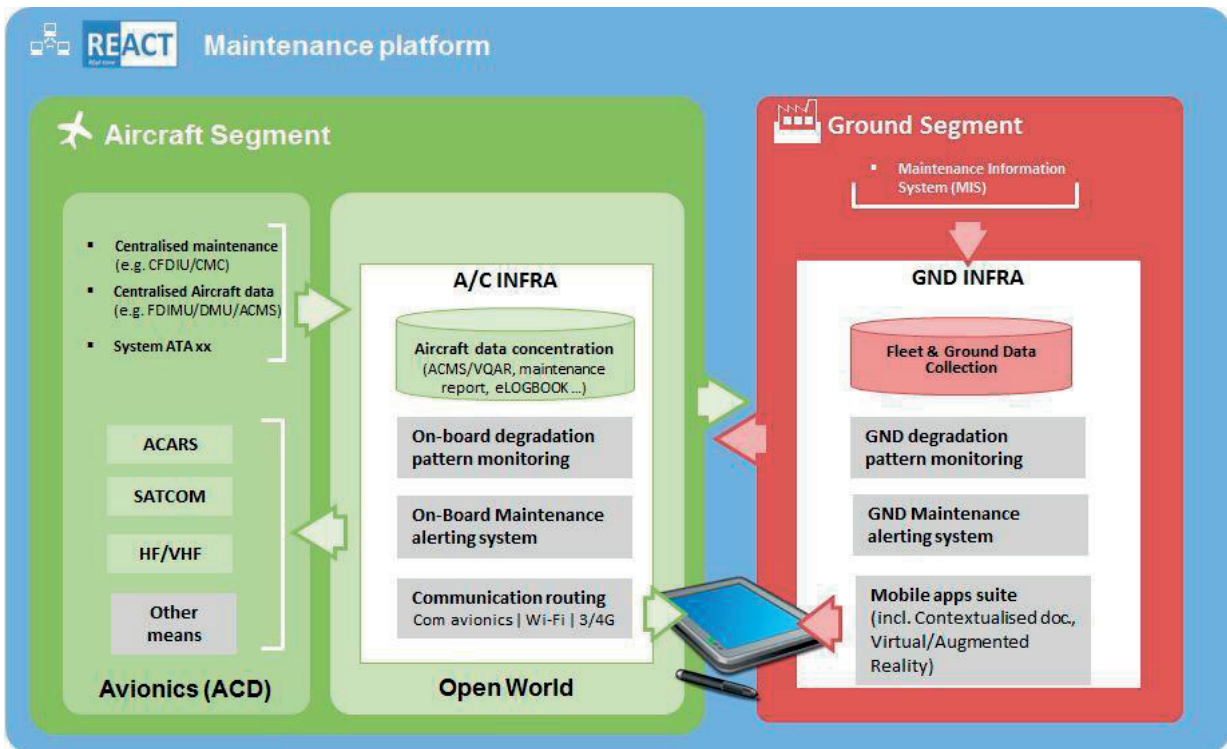 REACT
Maintenance platform
Aircraft Segment
▪ Centralised maintenance
(e.g. CFDIU/CMC)
▪ Centralised Aircraft data
(e.g. FDIMU/DMU/ACMS)
▪ System ATA xx
ACARS
SATCOM
HF/VHF
Other
means
Avionics (ACD)
A/C INFRA
Aircraft data concentration
(ACMS/VQAR, maintenance
report, eLOGBOOK...)
On-board degradation
pattern monitoring
On-Board Maintenance
alerting system
Communication routing
Com avionics | Wi-Fi | 3/4G
Open World
Ground Segment
▪ Maintenance Information
System (MIS)
GND INFRA
Fleet & Ground Data
Collection
GND degradation
pattern monitoring
GND Maintenance
alerting system
Mobile apps suite
(incl. Contextualised doc.,
Virtual/Augmented
Reality)